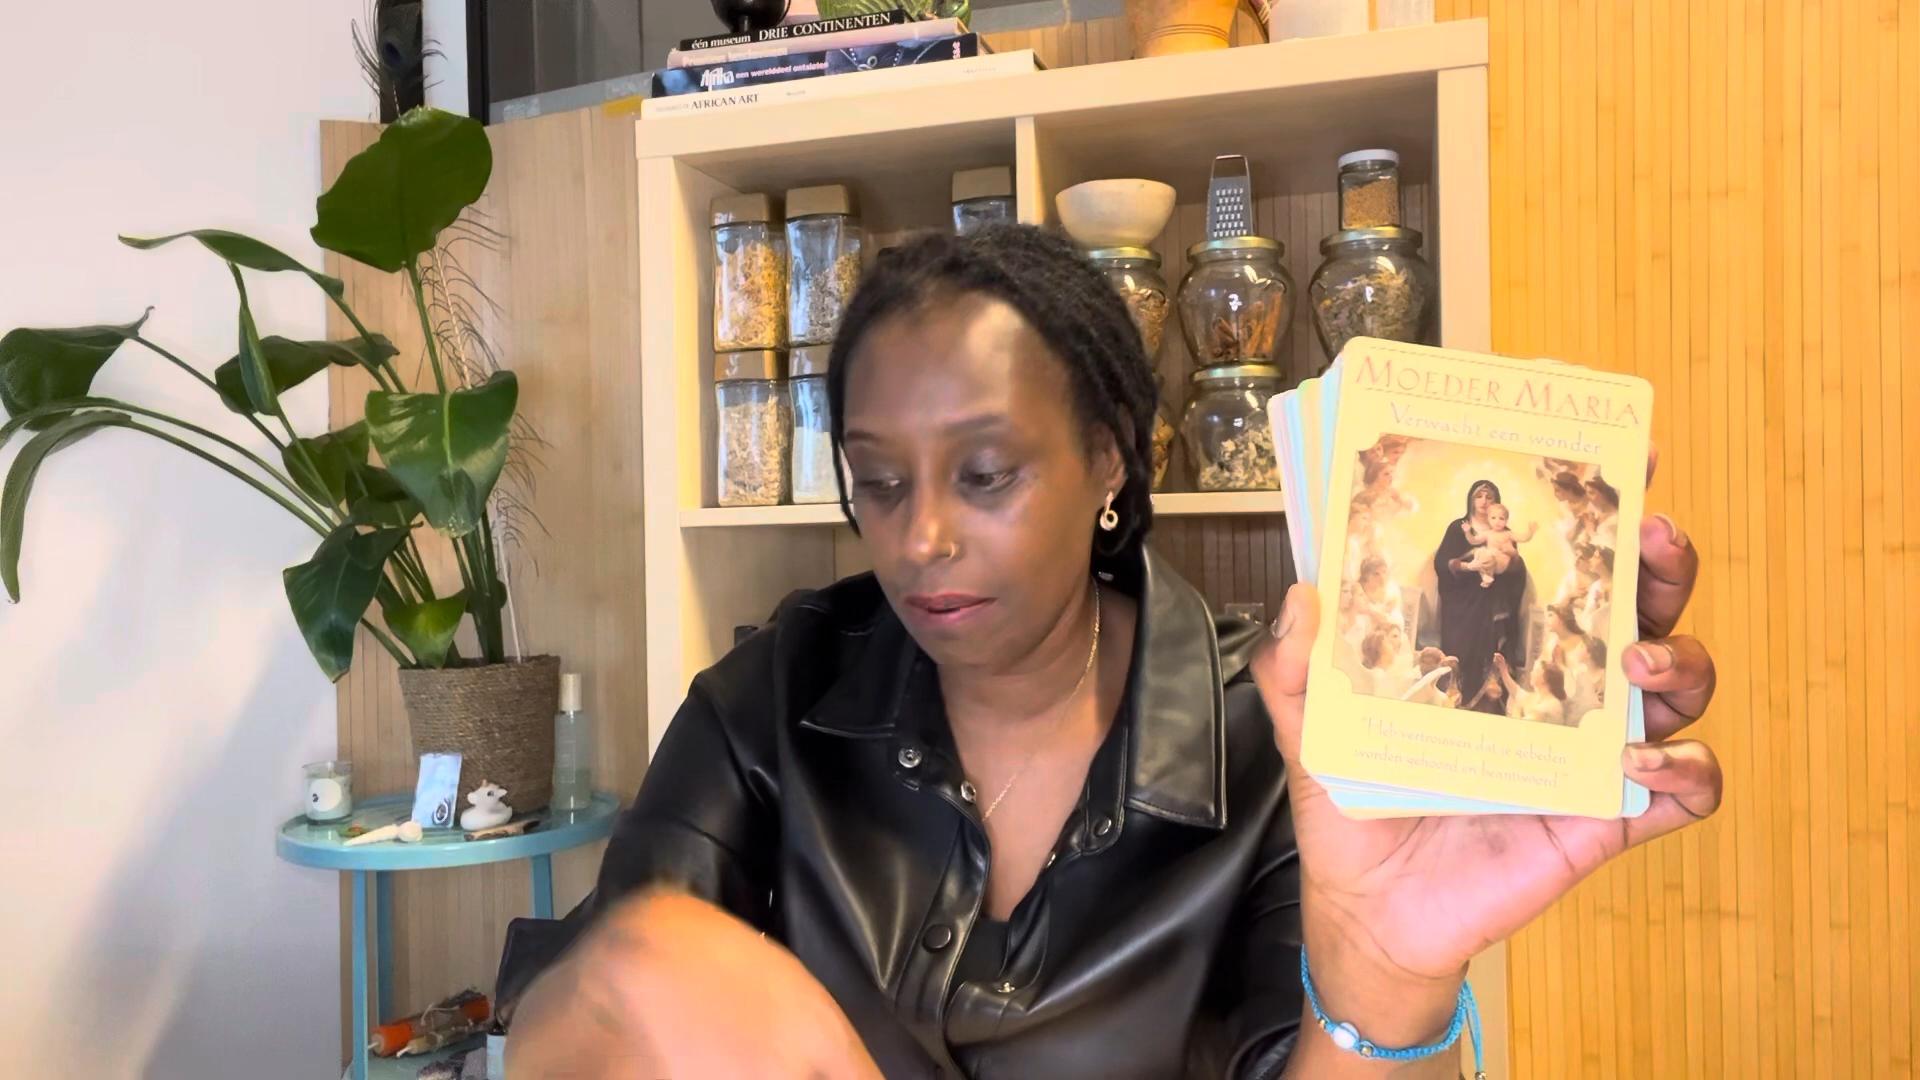 één museum DRIE CONTINENTEN
Afrika een werelddeel ontsloten
AFRICAN ART
MOEDER MARIA
Verwacht een wonder
"Heb vertrouwen dat je gebeden
worden gehoord en beantwoord."